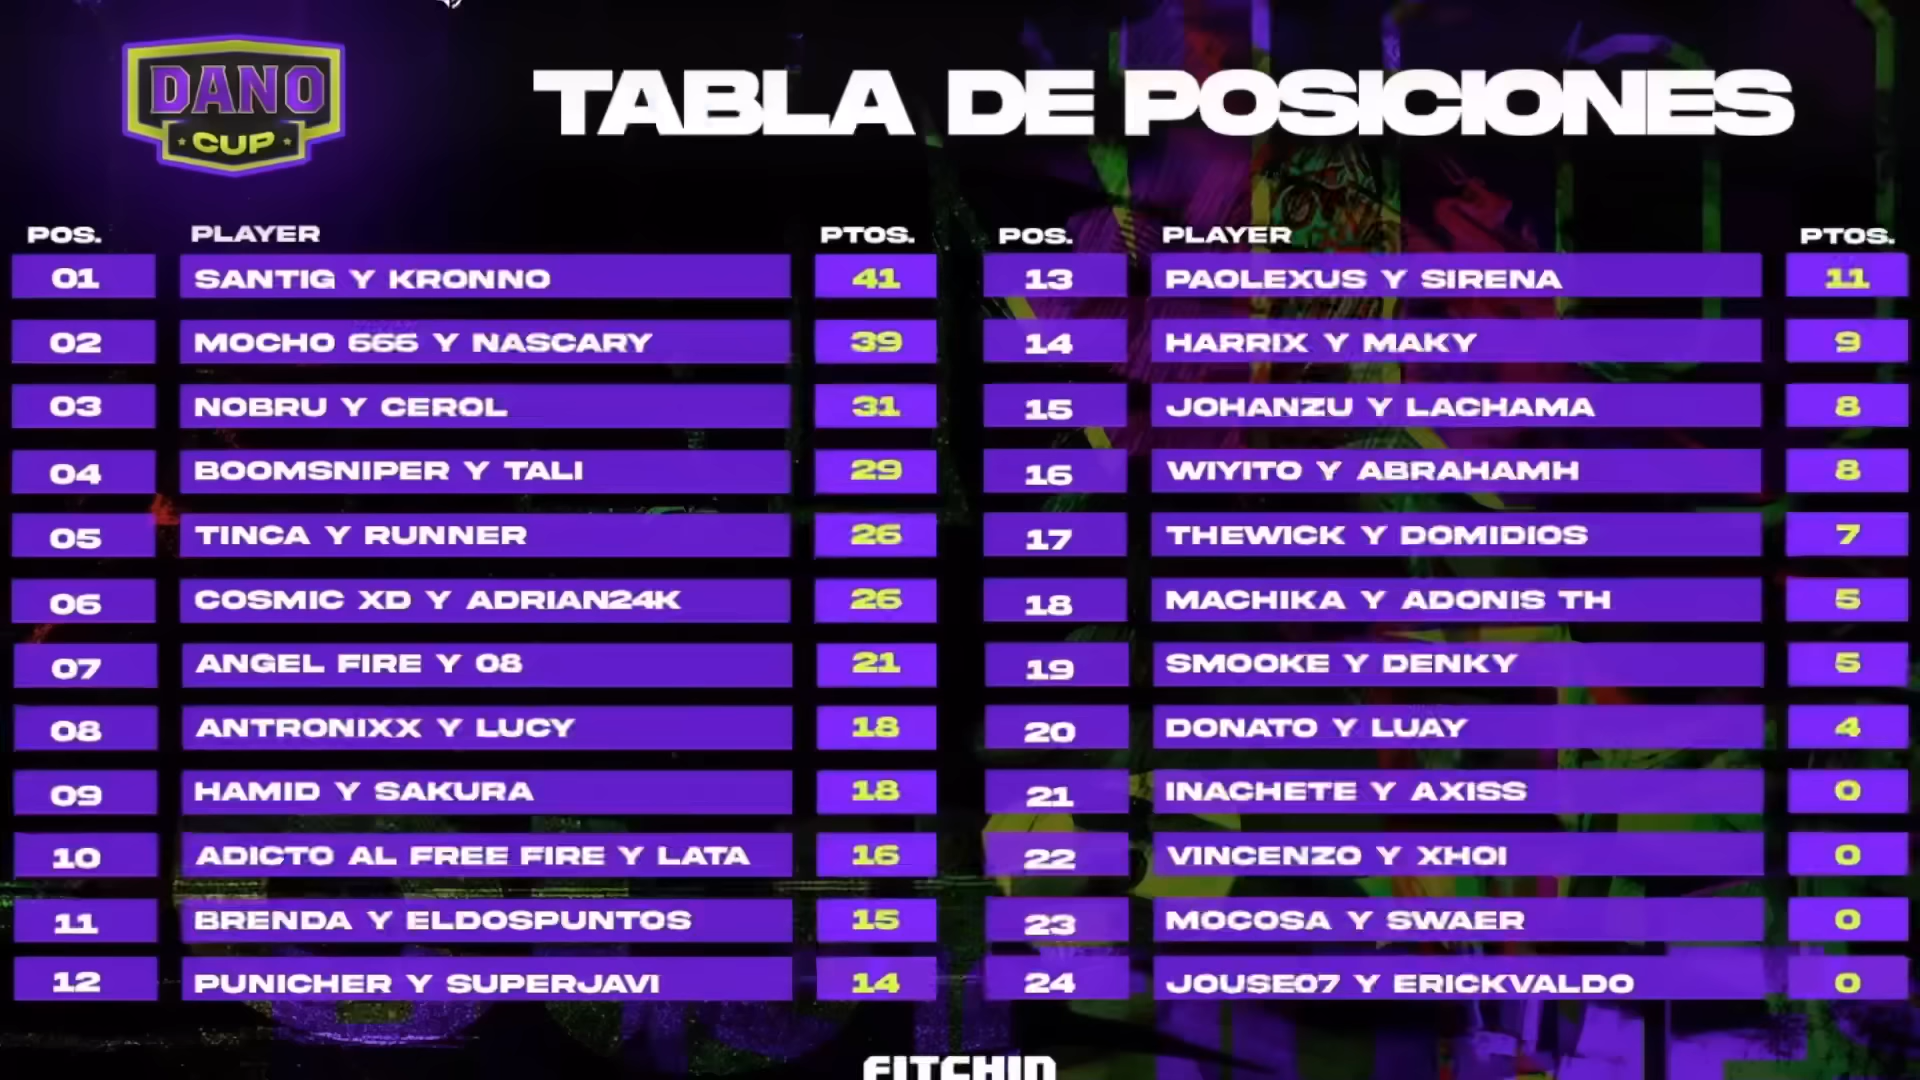 DANO
CUP
TABLA DE POSICIONES
POS. PLAYER PTOS.
01 SANTIG Y KRONNO 41
02 MOCHO 666 Y NASCARY 39
03 NOBRU Y CEROL 31
04 BOOMSNIPER Y TALI 29
05 TINCA Y RUNNER 26
06 COSMIC XD Y ADRIAN24K 26
07 ANGEL FIRE Y 08 21
08 ANTRONIXX Y LUCY 18
09 HAMID Y SAKURA 18
10 ADICTO AL FREE FIRE Y LATA 16
11 BRENDA Y ELDOSPUNTOS 15
12 PUNICHER Y SUPERJAVI 14
POS. PLAYER PTOS.
13 PAOLEXUS Y SIRENA 11
14 HARRIX Y MAKY 9
15 JOHANZU Y LACHAMA 8
16 WIYITO Y ABRAHAMH 8
17 THEWICK Y DOMIDIOS 7
18 MACHIKA Y ADONIS TH 5
19 SMOOKE Y DENKY 5
20 DONATO Y LUAY 4
21 INACHETE Y AXISS 0
22 VINCENZO Y XHOI 0
23 MOCOSA Y SWAER 0
24 JOUSE07 Y ERICKVALDO 0
FITCHIN